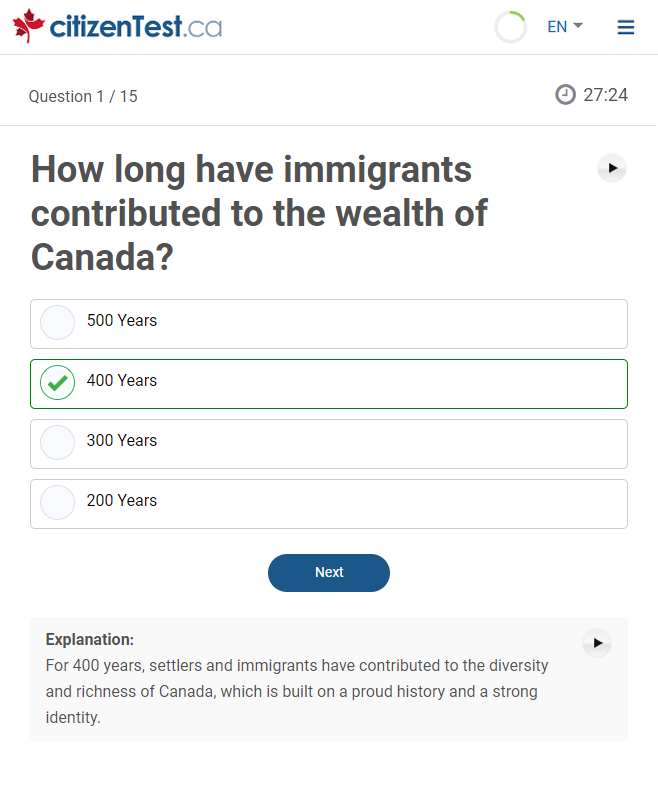 citizenTest.ca
EN
Question 1 / 15
27:24
How long have immigrants
contributed to the wealth of
Canada?
500 Years
400 Years
300 Years
200 Years
Next
Explanation:
For 400 years, settlers and immigrants have contributed to the diversity
and richness of Canada, which is built on a proud history and a strong
identity.